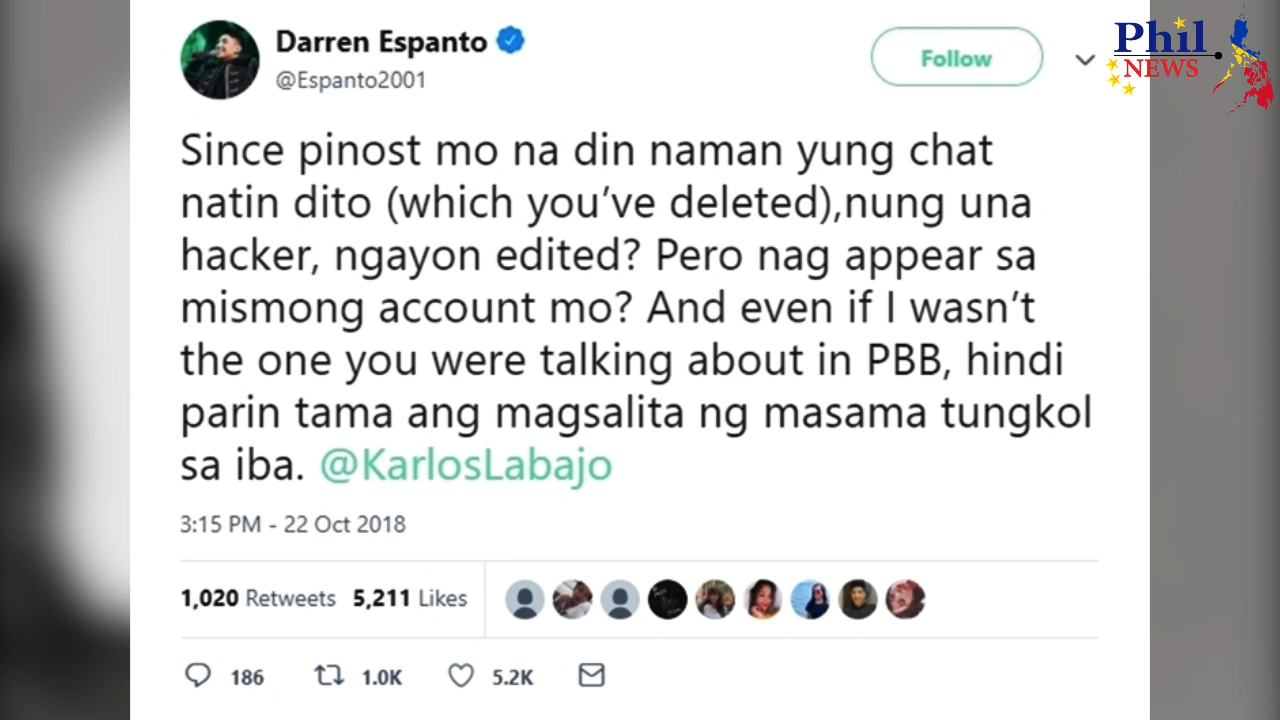 Darren Espanto
@Espanto2001
Follow
Phil
NEWS
Since pinost mo na din naman yung chat
natin dito (which you’ve deleted),nung una
hacker, ngayon edited? Pero nag appear sa
mismong account mo? And even if I wasn’t
the one you were talking about in PBB, hindi
parin tama ang magsalita ng masama tungkol
sa iba. @KarlosLabajo
3:15 PM - 22 Oct 2018
1,020 Retweets 5,211 Likes
186 1.0K 5.2K